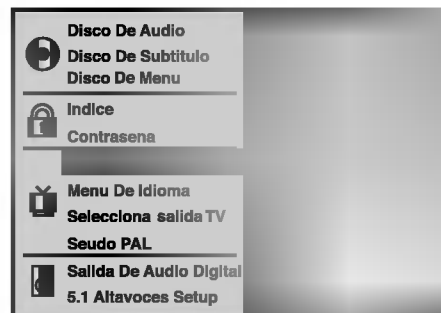 Disco De Audio
Disco De Subtitulo
Disco De Menu
Indice
Contrasena
Menu De Idioma
Selecciona salida TV
Seudo PAL
Salida De Audio Digital
5.1 Altavoces Setup